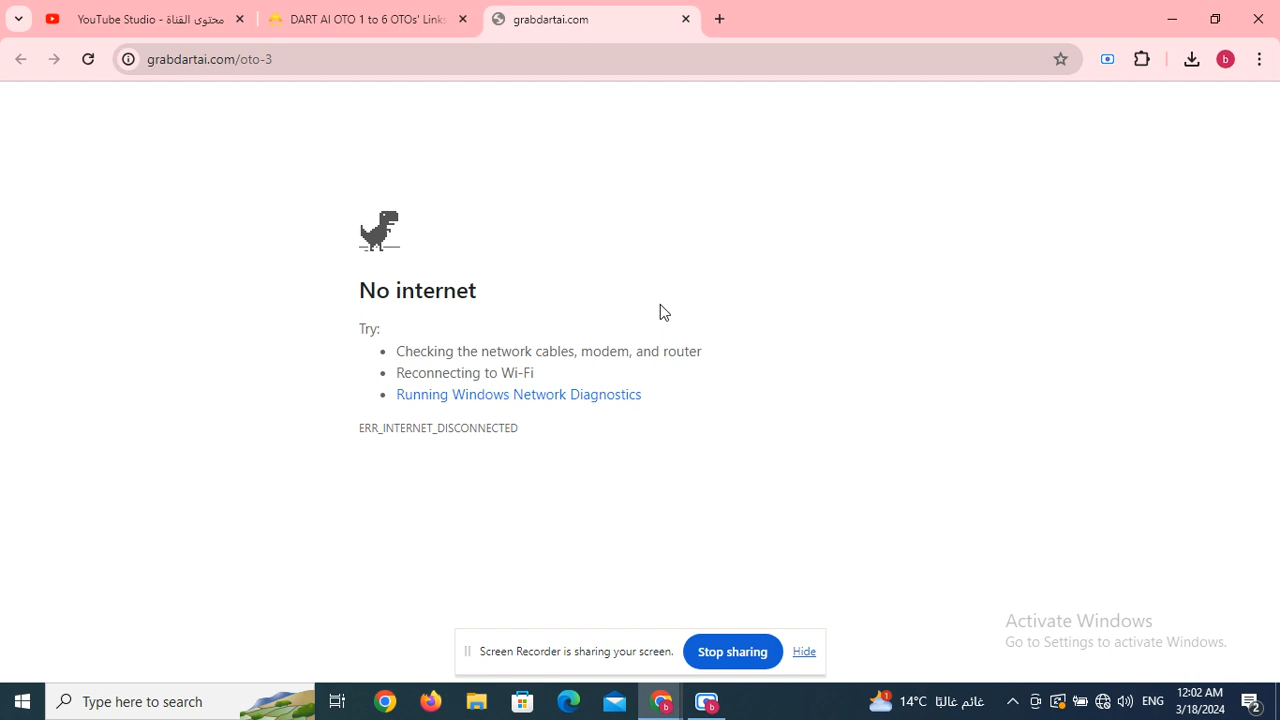 YouTube Studio - محتوى القناة
DART AI OTO 1 to 6 OTOs' Links
grabdartai.com
grabdartai.com/oto-3
b
No internet
Try:
Checking the network cables, modem, and router
Reconnecting to Wi-Fi
Running Windows Network Diagnostics
ERR_INTERNET_DISCONNECTED
Activate Windows
Go to Settings to activate Windows.
Screen Recorder is sharing your screen.
Stop sharing
Hide
Type here to search
b
b
1
14°C غائم غالبًا
ENG
12:02 AM
3/18/2024
2